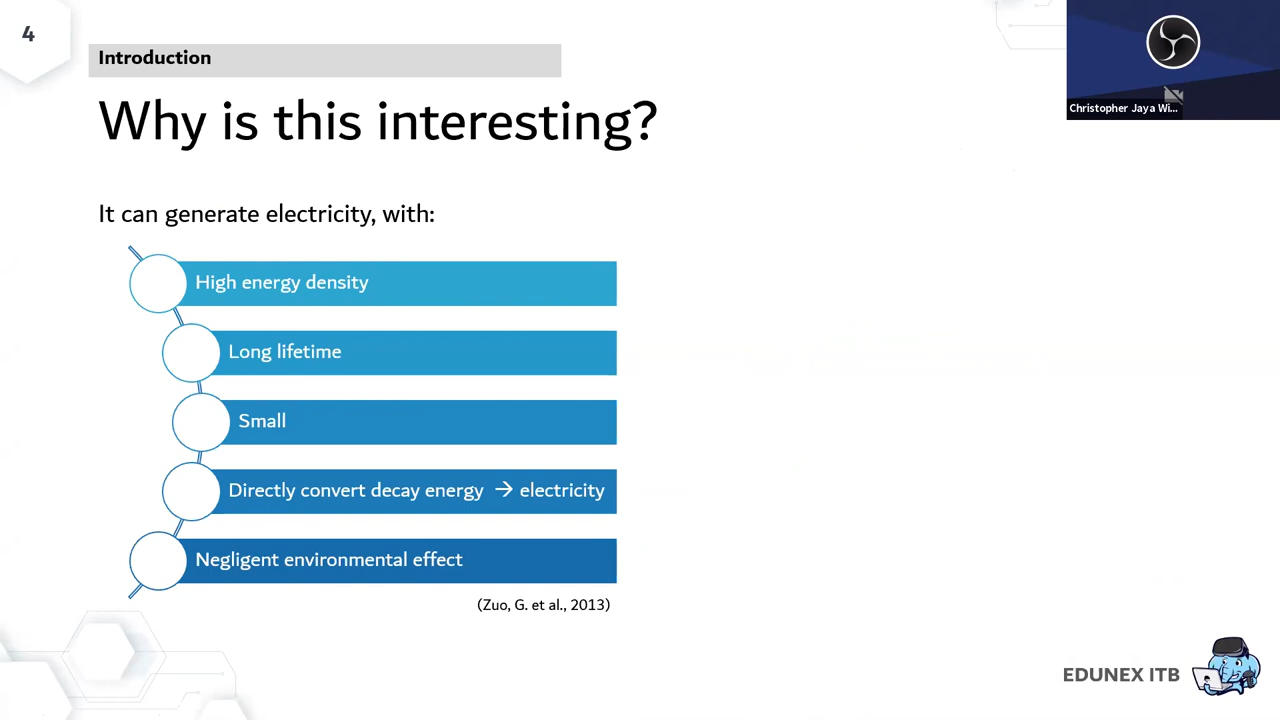 4
Introduction
Why is this interesting?
It can generate electricity, with:
High energy density
Long lifetime
Small
Directly convert decay energy → electricity
Negligent environmental effect
(Zuo, G. et al., 2013)
Christopher Jaya Wi...
EDUNEX ITB